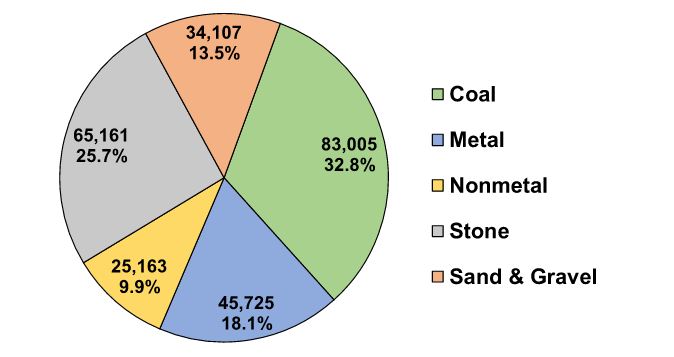 34,107
13.5%
83,005
32.8%
45,725
18.1%
25,163
9.9%
65,161
25.7%
Coal
Metal
Nonmetal
Stone
Sand & Gravel